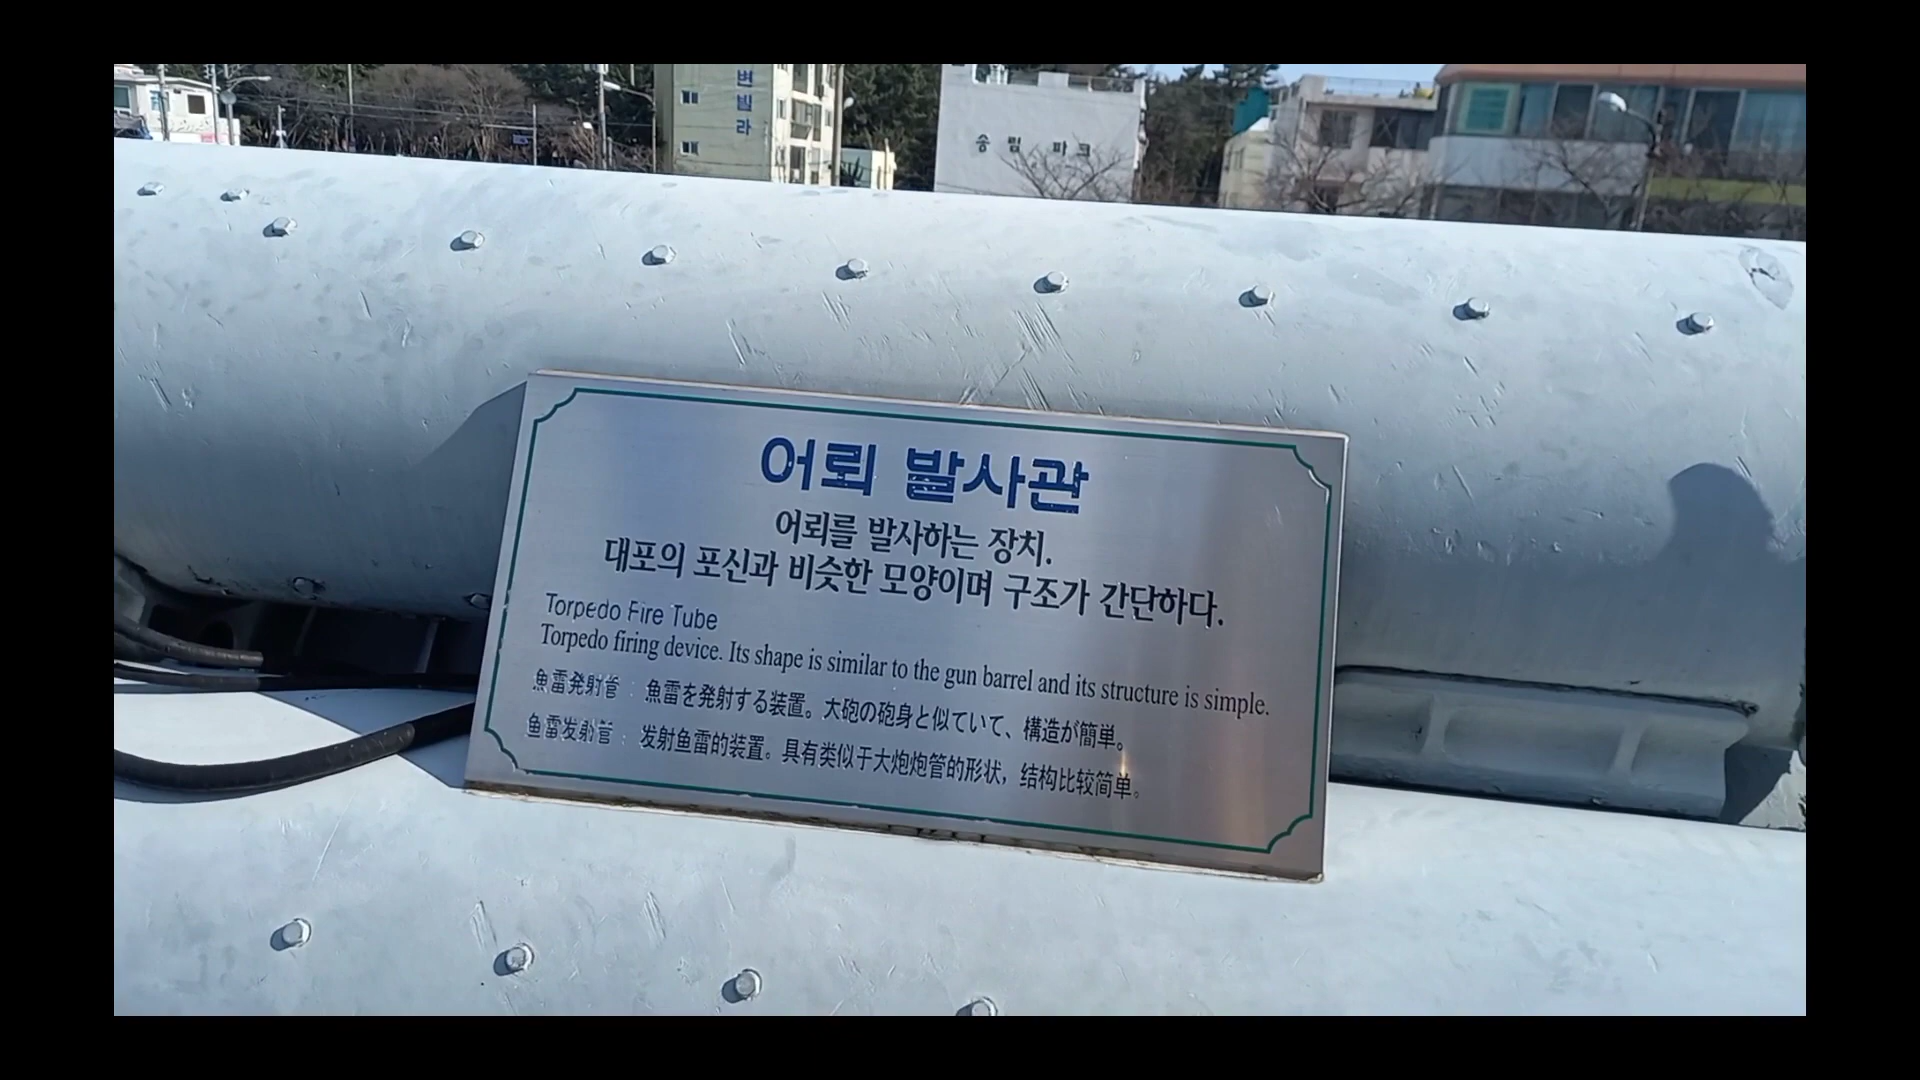 변빌라
송림 파크
어뢰 발사관
어뢰를 발사하는 장치.
대포의 포신과 비슷한 모양이며 구조가 간단하다.
Torpedo Fire Tube
Torpedo firing device. Its shape is similar to the gun barrel and its structure is simple.
魚雷発射管 : 魚雷を発射する装置。大砲の砲身と似ていて、構造が簡単。
鱼雷发射管 : 发射鱼雷的装置。具有类似于大炮炮管的形状，结构比较简单。